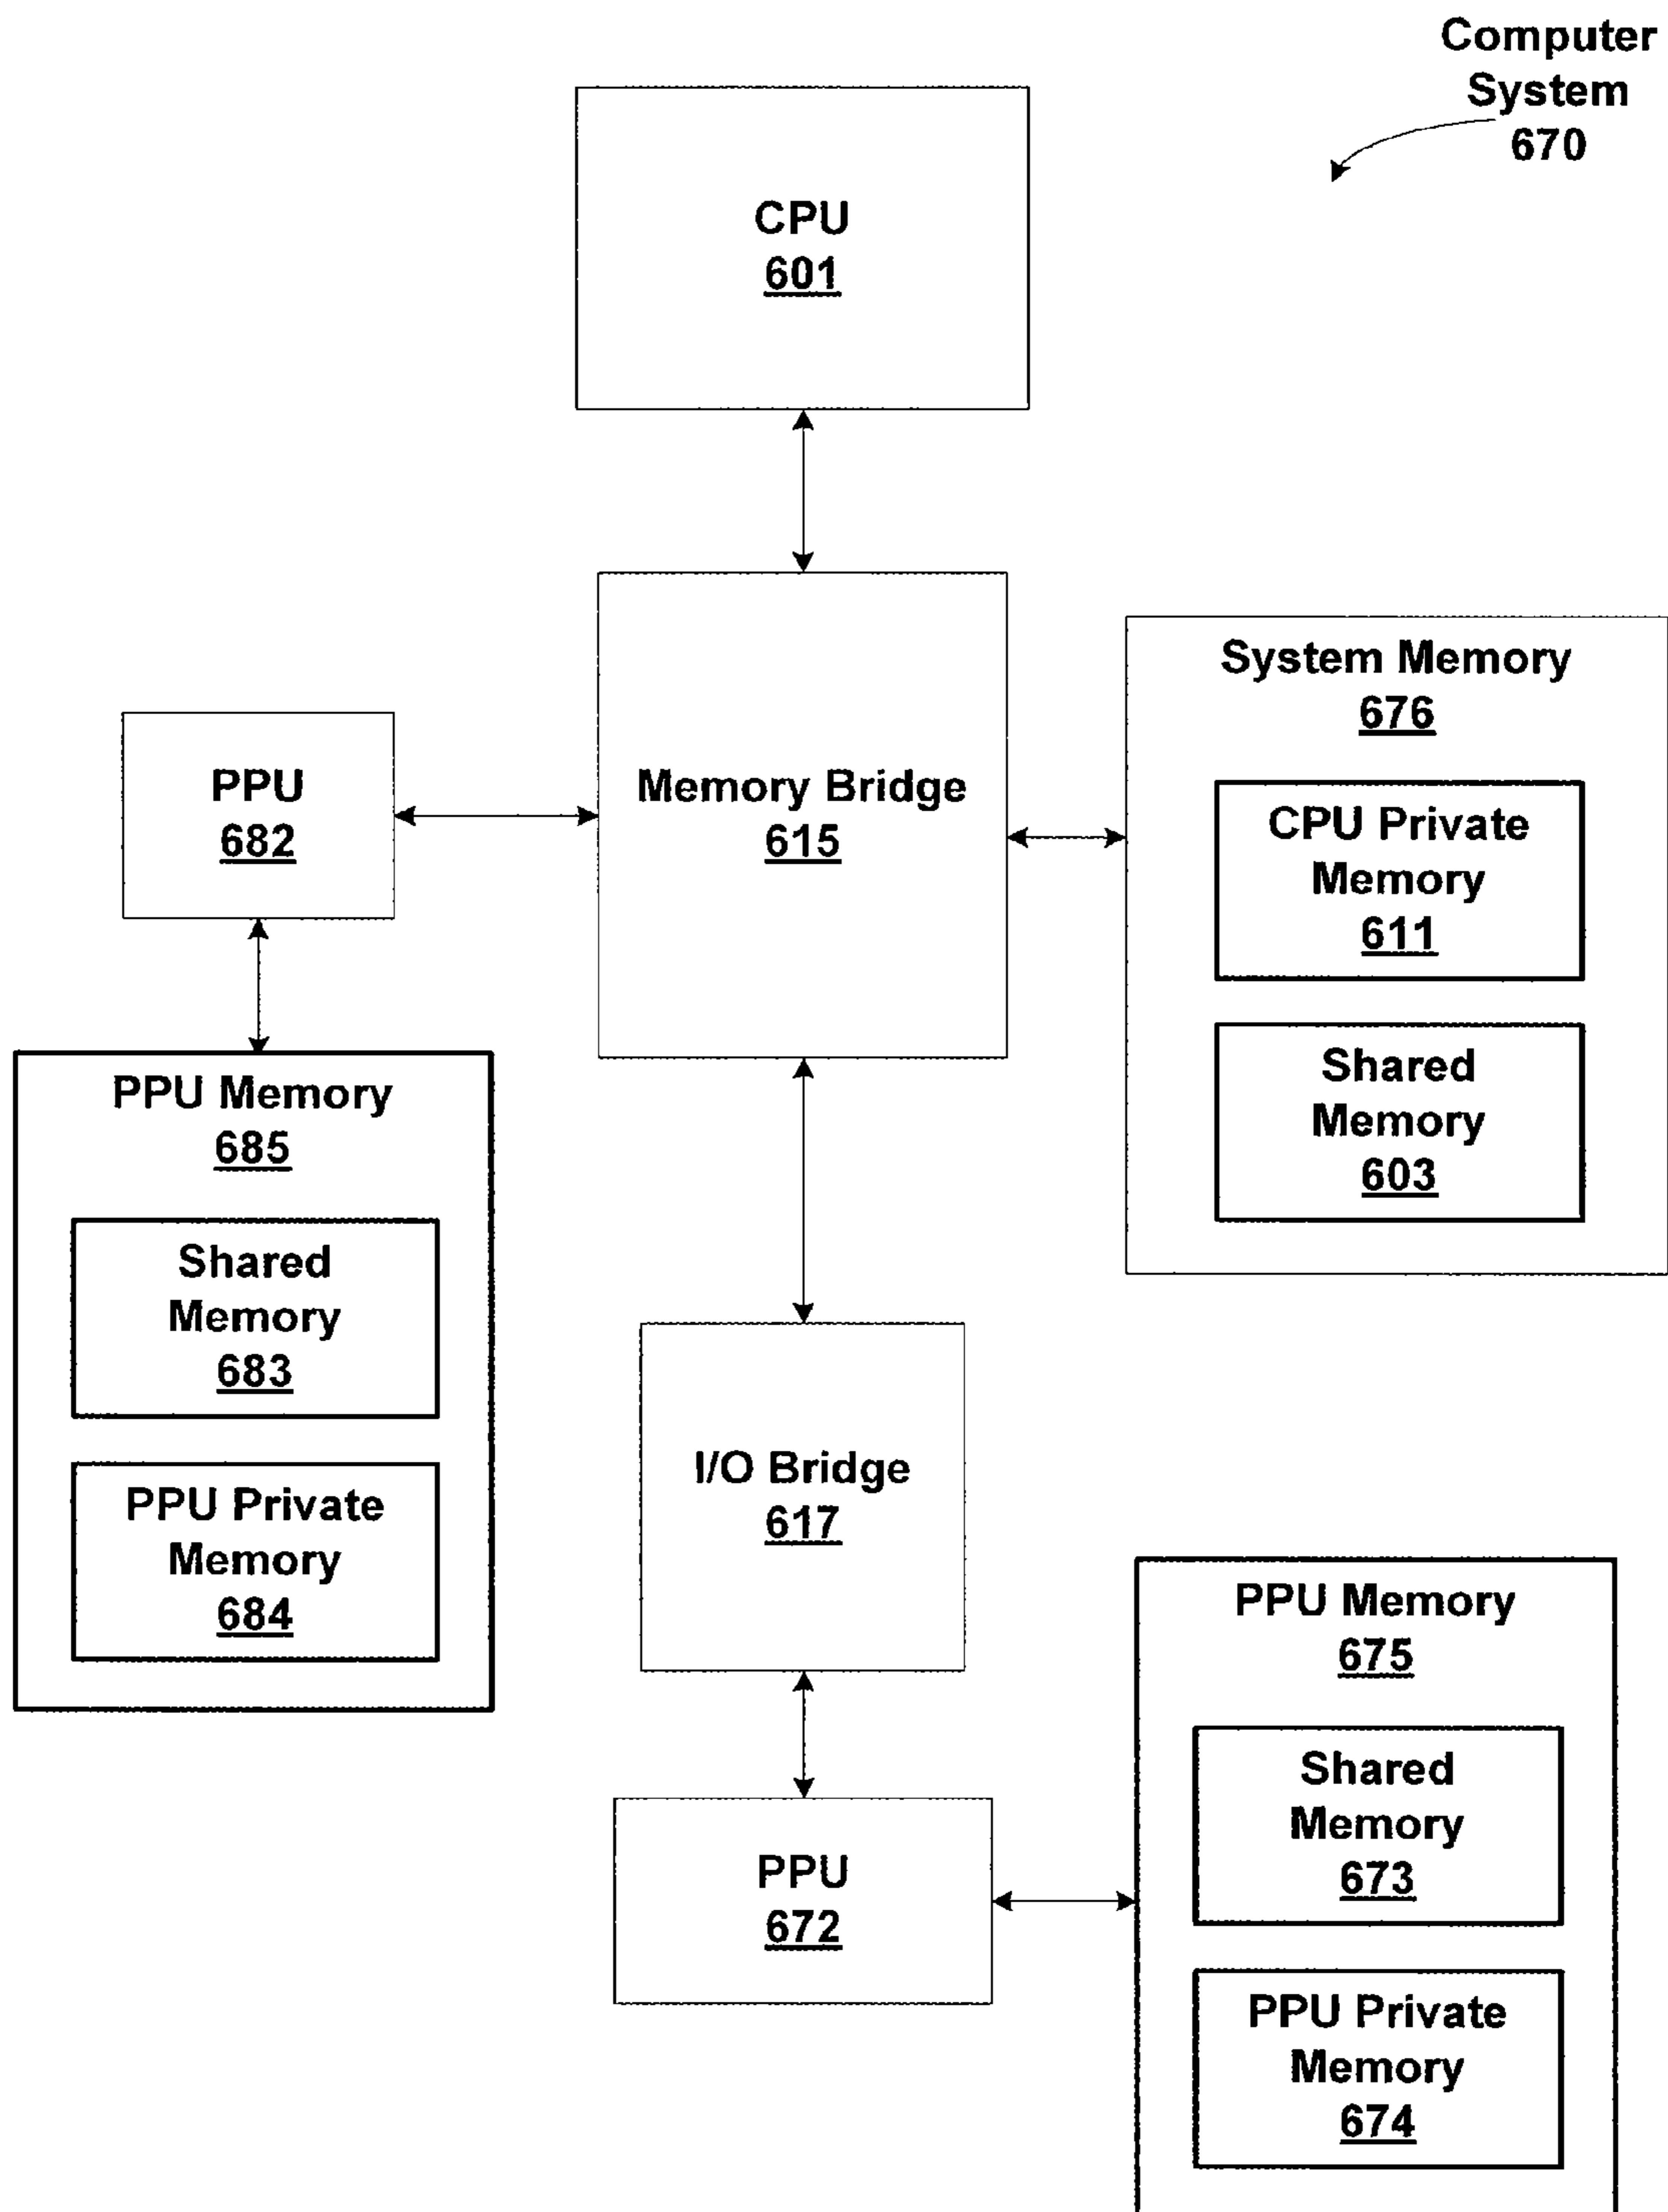 Computer
System
670
CPU
601
Memory Bridge
615
System Memory
676
CPU Private
Memory
611
Shared
Memory
603
PPU
682
PPU Memory
685
Shared
Memory
683
PPU Private
Memory
684
I/O Bridge
617
PPU
672
PPU Memory
675
Shared
Memory
673
PPU Private
Memory
674